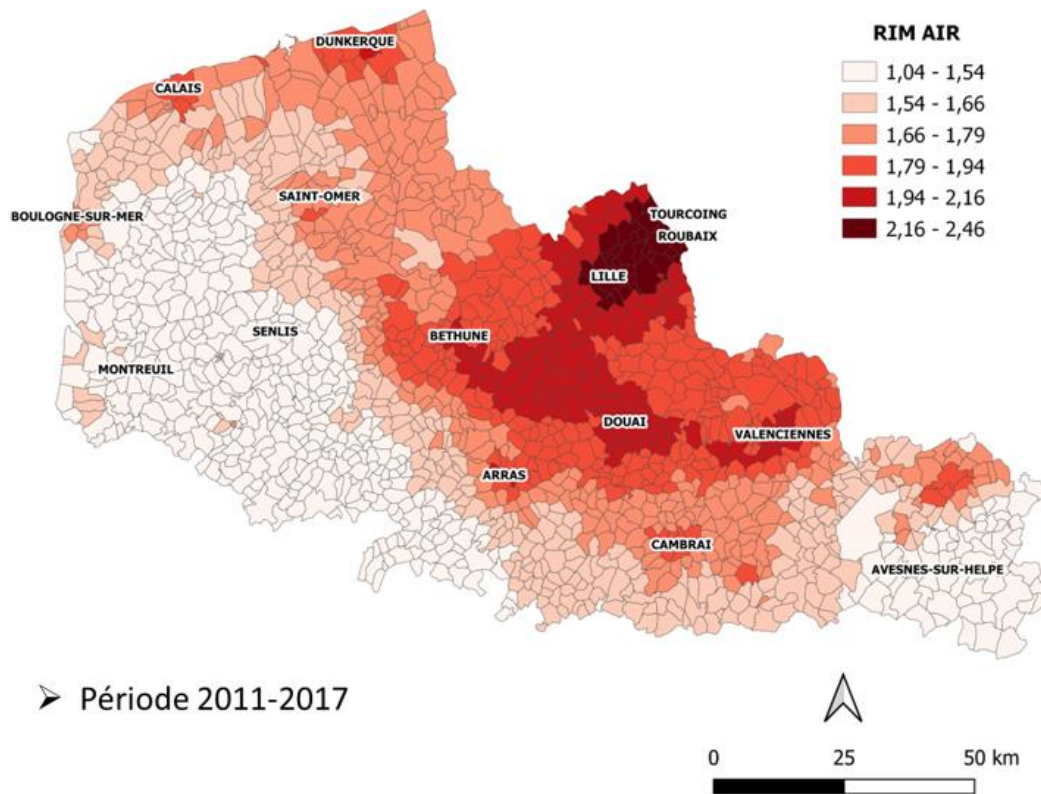 RIM AIR
1,04 - 1,54
1,54 - 1,66
1,66 - 1,79
1,79 - 1,94
1,94 - 2,16
2,16 - 2,46
DUNKERQUE
CALAIS
SAINT-OMER
BOULOGNE-SUR-MER
TOURCOING
ROUBAIX
LILLE
SENLIS
BETHUNE
MONTREUIL
DOUAI
VALENCIENNES
ARRAS
CAMBRAI
AVESNES-SUR-HELPE
➢ Période 2011-2017
0 25 50 km